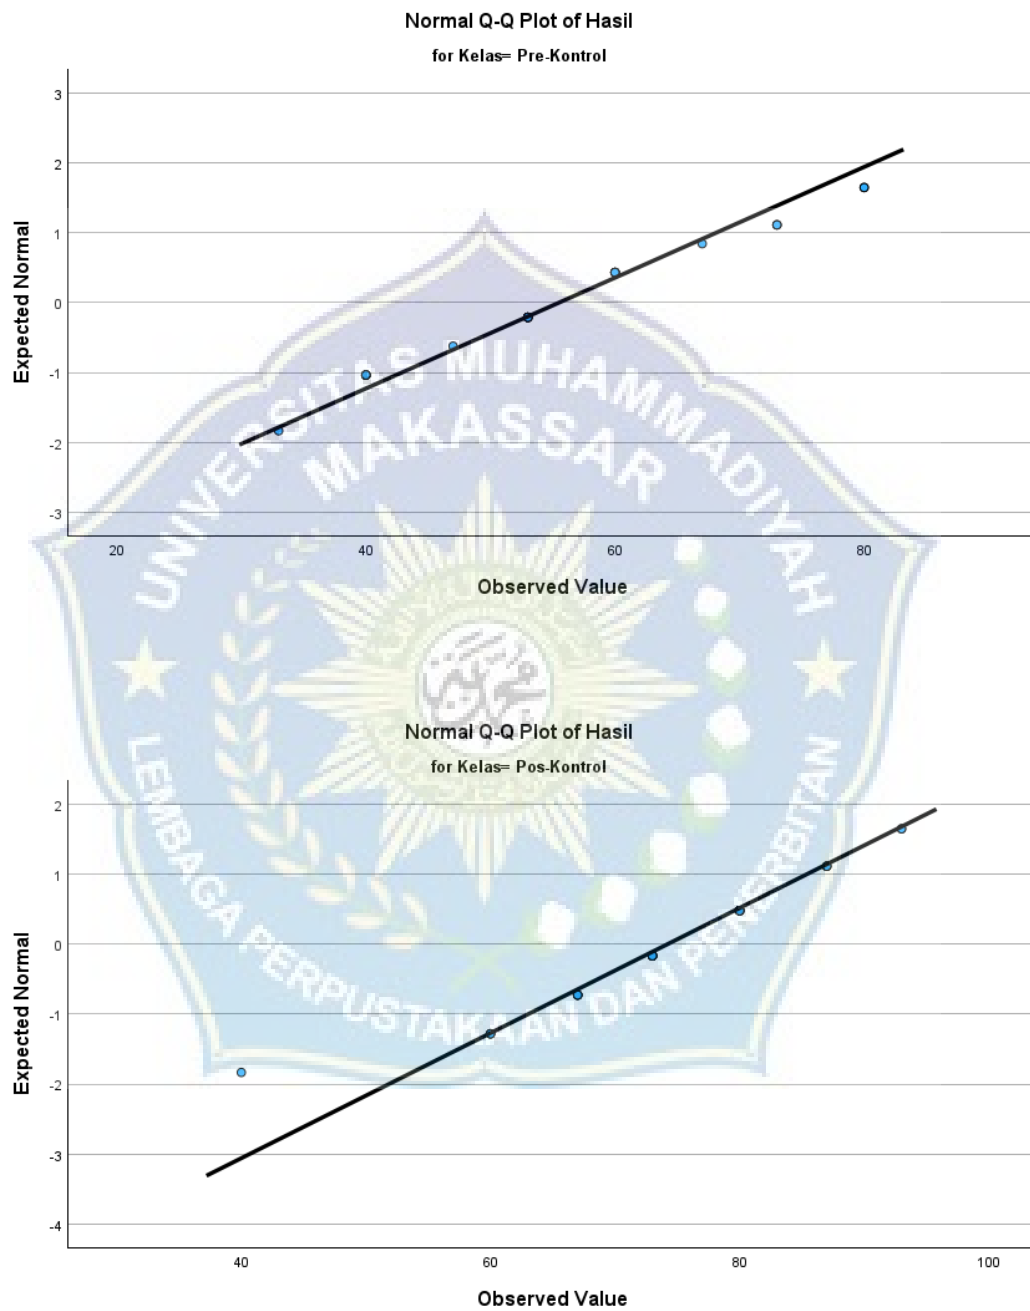 Normal Q-Q Plot of Hasil
for Kelas= Pre-Kontrol
3
2
1
0
-1
-2
-3
Expected Normal
20 40 60 80
Observed Value
UNIVERSITAS MUHAMMADIYAH
MAKASSAR
LEMBAGA PERPUSTAKAAN DAN PENERBITAN
Normal Q-Q Plot of Hasil
for Kelas= Pos-Kontrol
2
1
0
-1
-2
-3
-4
Expected Normal
40 60 80 100
Observed Value